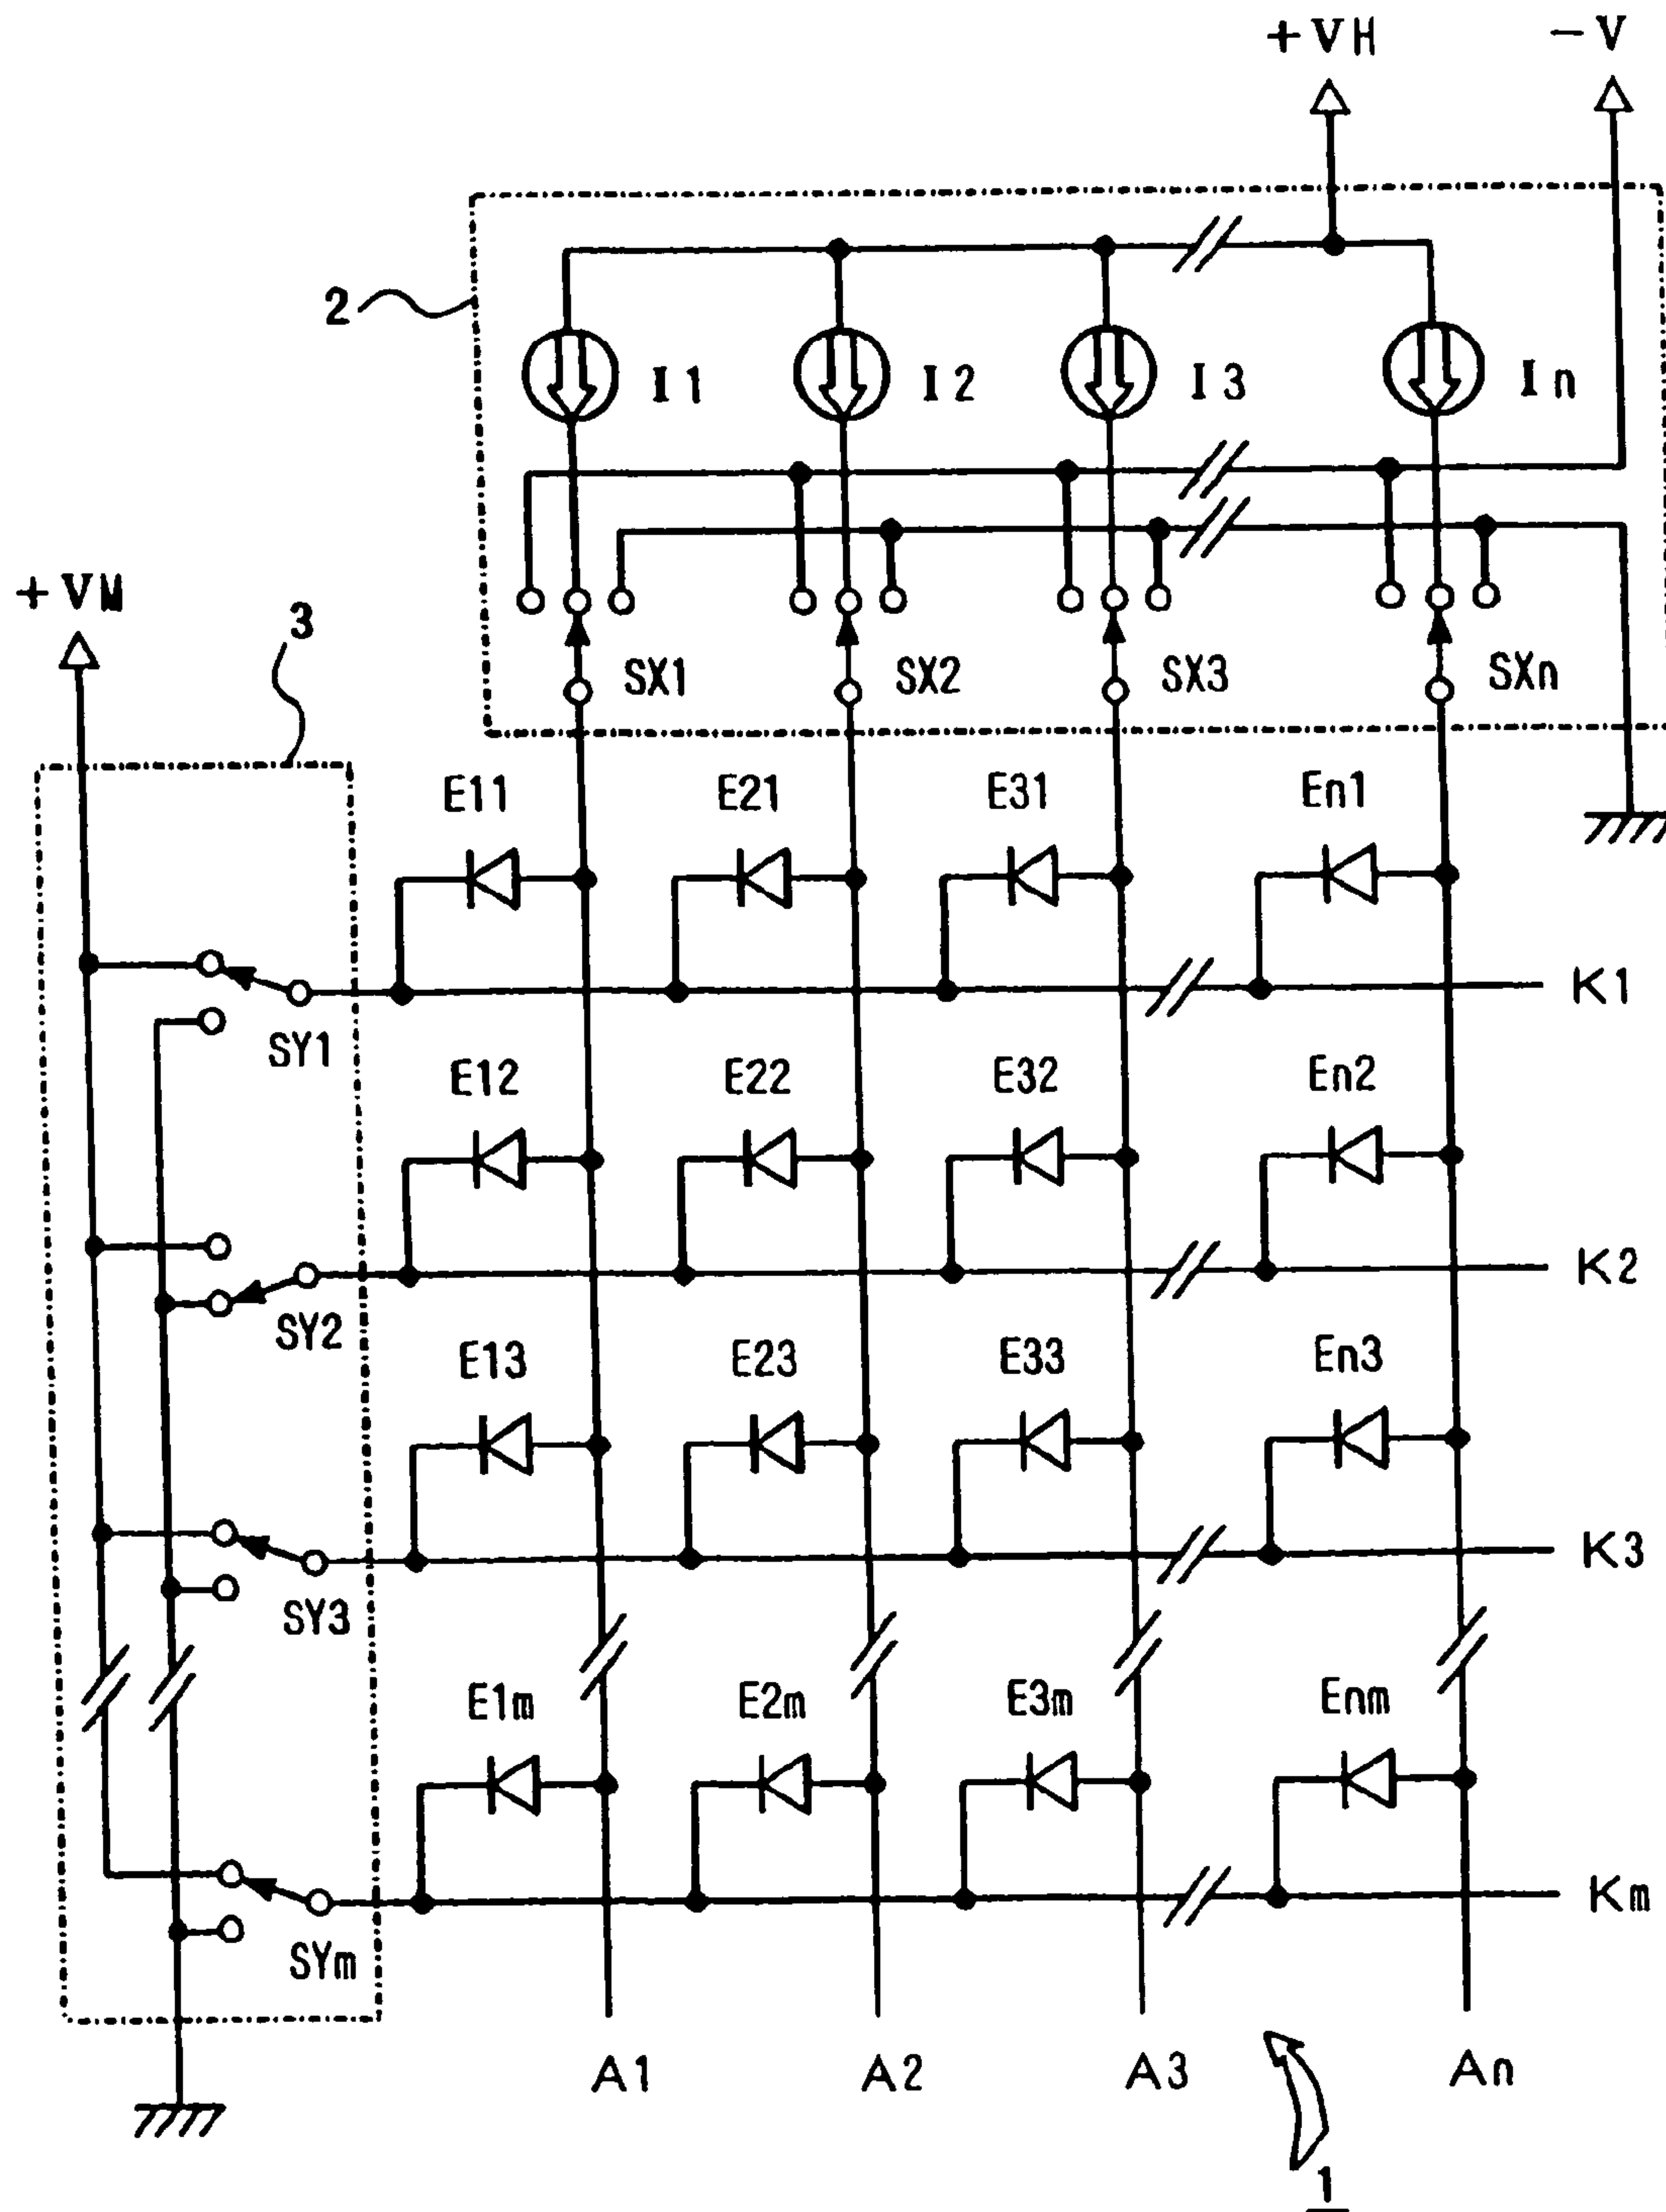 +VH -V
2
I1 I2 I3 In
+VM
3
SX1 SX2 SX3 SXn
E11 E21 E31 En1
K1
SY1
E12 E22 E32 En2
K2
SY2
E13 E23 E33 En3
K3
SY3
E1m E2m E3m Enm
Km
SYm
A1 A2 A3 An
1